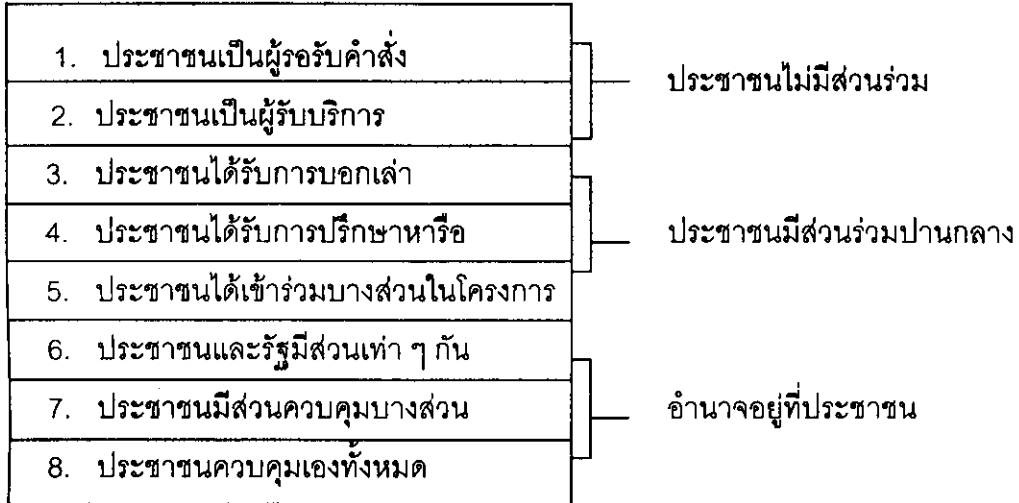 1. ประชาชนเป็นผู้รอรับคำสั่ง
2. ประชาชนเป็นผู้รับบริการ
ประชาชนไม่มีส่วนร่วม
3. ประชาชนได้รับการบอกเล่า
4. ประชาชนได้รับการปรึกษาหารือ
5. ประชาชนได้เข้าร่วมบางส่วนในโครงการ
ประชาชนมีส่วนร่วมปานกลาง
6. ประชาชนและรัฐมีส่วนเท่า ๆ กัน
7. ประชาชนมีส่วนควบคุมบางส่วน
8. ประชาชนควบคุมเองทั้งหมด
อำนาจอยู่ที่ประชาชน